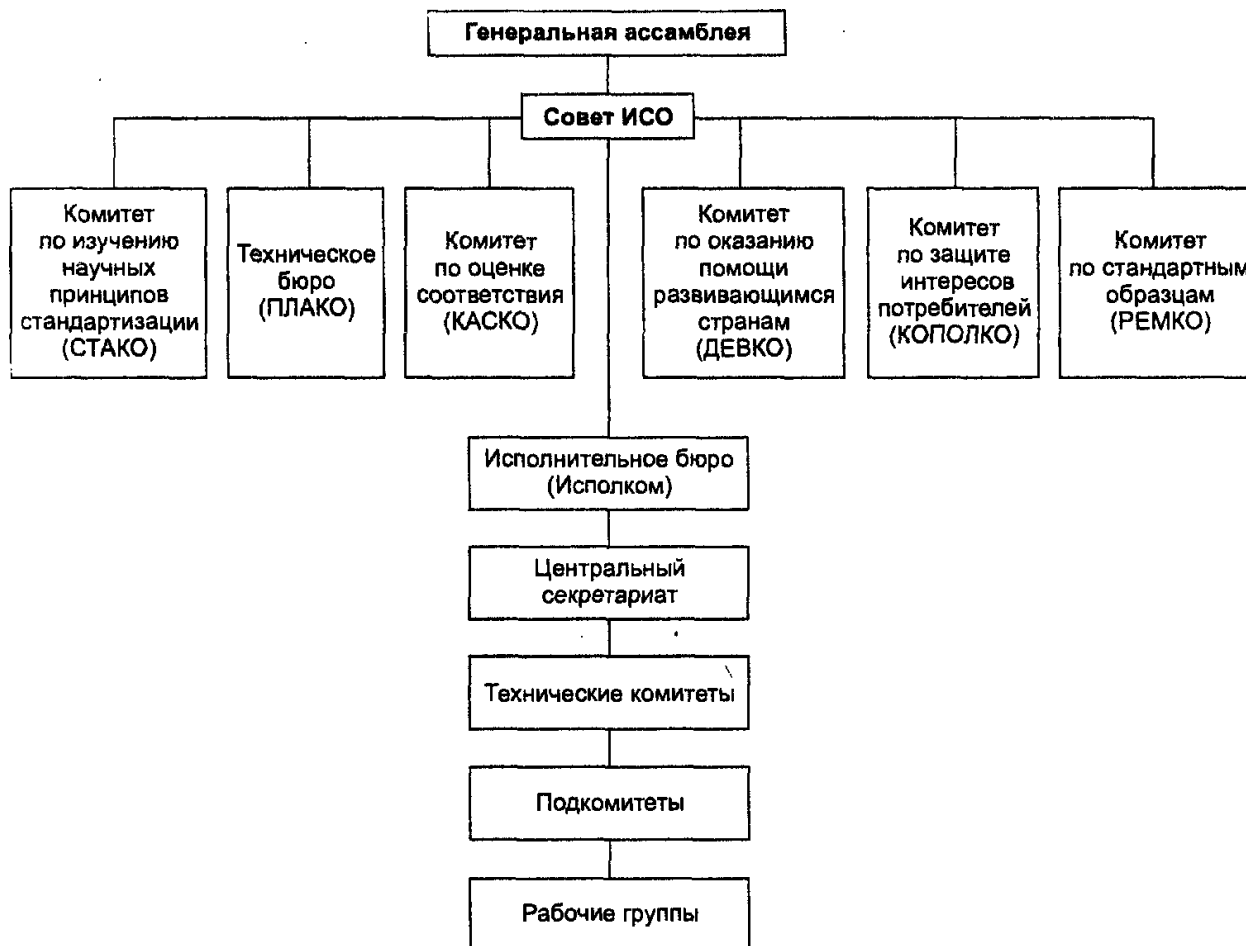 Генеральная ассамблея
Совет ИСО
Комитет
по изучению
научных
принципов
стандартизации
(СТАКО)
Техническое
бюро
(ПЛАКО)
Комитет
по оценке
соответствия
(КАСКО)
Комитет
по оказанию
помощи
развивающимся
странам
(ДЕВКО)
Комитет
по защите
интересов
потребителей
(КОПОЛКО)
Комитет
по стандартным
образцам
(РЕМКО)
Исполнительное бюро
(Исполком)
Центральный
секретариат
Технические комитеты
Подкомитеты
Рабочие группы